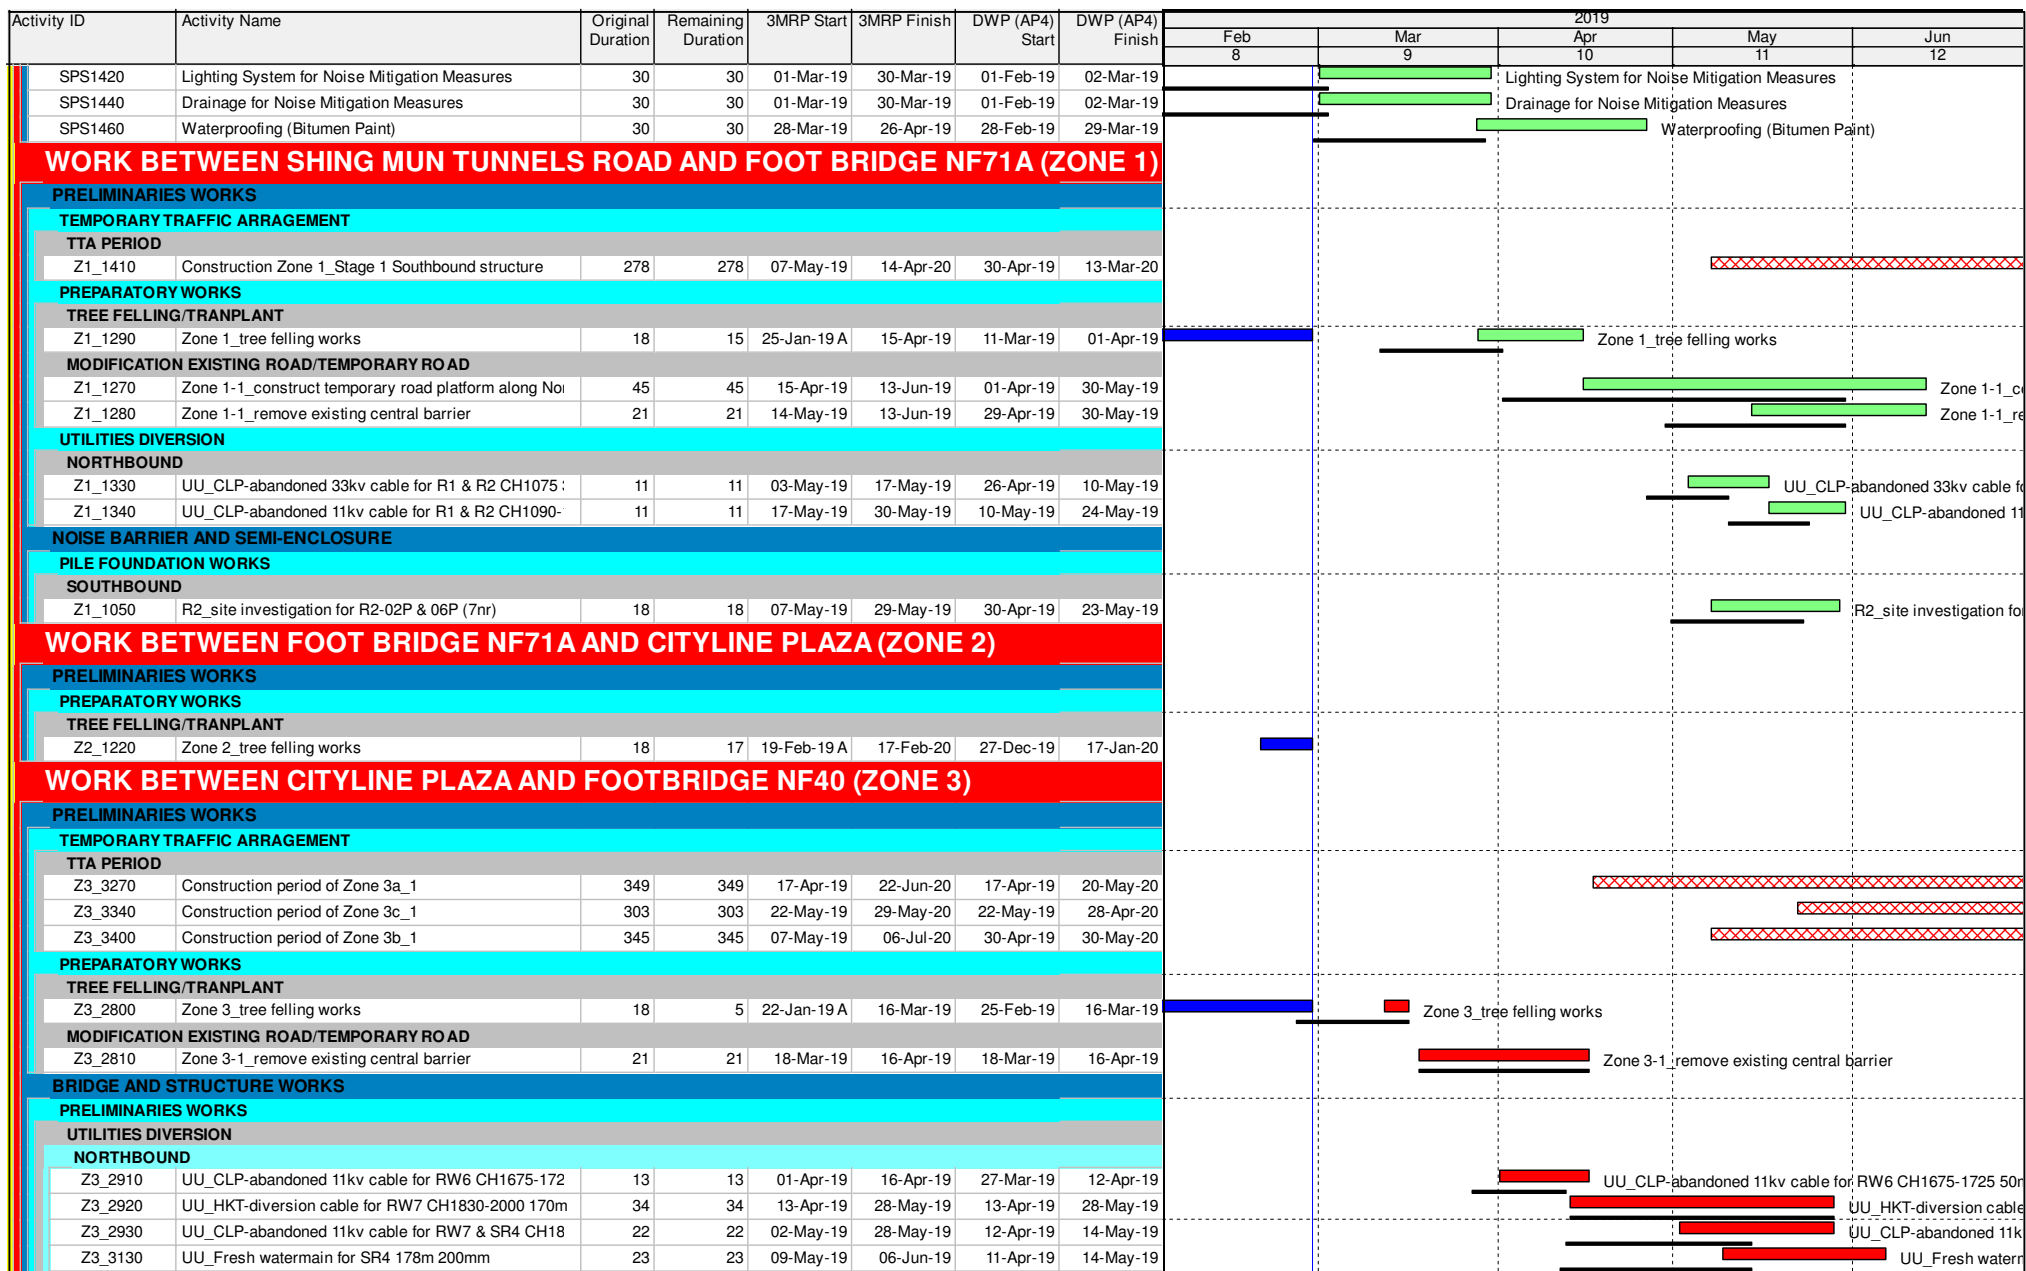 Activity ID Activity Name Original Duration Remaining Duration 3MRP Start 3MRP Finish DWP (AP4) Start DWP (AP4) Finish 2019
Feb Mar Apr May Jun
8 9 10 11 12
SPS1420 Lighting System for Noise Mitigation Measures 30 30 01-Mar-19 30-Mar-19 01-Feb-19 02-Mar-19 Lighting System for Noise Mitigation Measures
SPS1440 Drainage for Noise Mitigation Measures 30 30 01-Mar-19 30-Mar-19 01-Feb-19 02-Mar-19 Drainage for Noise Mitigation Measures
SPS1460 Waterproofing (Bitumen Paint) 30 30 28-Mar-19 26-Apr-19 28-Feb-19 29-Mar-19 Waterproofing (Bitumen Paint)
WORK BETWEEN SHING MUN TUNNELS ROAD AND FOOT BRIDGE NF71A (ZONE 1)
PRELIMINARIES WORKS
TEMPORARY TRAFFIC ARRAGEMENT
TTA PERIOD
Z1_1410 Construction Zone 1_Stage 1 Southbound structure 278 278 07-May-19 14-Apr-20 30-Apr-19 13-Mar-20
PREPARATORY WORKS
TREE FELLING/TRANPLANT
Z1_1290 Zone 1_tree felling works 18 15 25-Jan-19 A 15-Apr-19 11-Mar-19 01-Apr-19 Zone 1_tree felling works
MODIFICATION EXISTING ROAD/TEMPORARY ROAD
Z1_1270 Zone 1-1_construct temporary road platform along Nor 45 45 15-Apr-19 13-Jun-19 01-Apr-19 30-May-19 Zone 1-1_c
Z1_1280 Zone 1-1_remove existing central barrier 21 21 14-May-19 13-Jun-19 29-Apr-19 30-May-19 Zone 1-1_re
UTILITIES DIVERSION
NORTHBOUND
Z1_1330 UU_CLP-abandoned 33kv cable for R1 & R2 CH1075 11 11 03-May-19 17-May-19 26-Apr-19 10-May-19 UU_CLP-abandoned 33kv cable fo
Z1_1340 UU_CLP-abandoned 11kv cable for R1 & R2 CH1090- 11 11 17-May-19 30-May-19 10-May-19 24-May-19 UU_CLP-abandoned 11
NOISE BARRIER AND SEMI-ENCLOSURE
PILE FOUNDATION WORKS
SOUTHBOUND
Z1_1050 R2_site investigation for R2-02P & 06P (7nr) 18 18 07-May-19 29-May-19 30-Apr-19 23-May-19 R2_site investigation fo
WORK BETWEEN FOOT BRIDGE NF71A AND CITYLINE PLAZA (ZONE 2)
PRELIMINARIES WORKS
PREPARATORY WORKS
TREE FELLING/TRANPLANT
Z2_1220 Zone 2_tree felling works 18 17 19-Feb-19 A 17-Feb-20 27-Dec-19 17-Jan-20
WORK BETWEEN CITYLINE PLAZA AND FOOTBRIDGE NF40 (ZONE 3)
PRELIMINARIES WORKS
TEMPORARY TRAFFIC ARRAGEMENT
TTA PERIOD
Z3_3270 Construction period of Zone 3a_1 349 349 17-Apr-19 22-Jun-20 17-Apr-19 20-May-20
Z3_3340 Construction period of Zone 3c_1 303 303 22-May-19 29-May-20 22-May-19 28-Apr-20
Z3_3400 Construction period of Zone 3b_1 345 345 07-May-19 06-Jul-20 30-Apr-19 30-May-20
PREPARATORY WORKS
TREE FELLING/TRANPLANT
Z3_2800 Zone 3_tree felling works 18 5 22-Jan-19 A 16-Mar-19 25-Feb-19 16-Mar-19 Zone 3_tree felling works
MODIFICATION EXISTING ROAD/TEMPORARY ROAD
Z3_2810 Zone 3-1_remove existing central barrier 21 21 18-Mar-19 16-Apr-19 18-Mar-19 16-Apr-19 Zone 3-1_remove existing central barrier
BRIDGE AND STRUCTURE WORKS
PRELIMINARIES WORKS
UTILITIES DIVERSION
NORTHBOUND
Z3_2910 UU_CLP-abandoned 11kv cable for RW6 CH1675-172 13 13 01-Apr-19 16-Apr-19 27-Mar-19 12-Apr-19 UU_CLP-abandoned 11kv cable for RW6 CH1675-1725 50m
Z3_2920 UU_HKT-diversion cable for RW7 CH1830-2000 170m 34 34 13-Apr-19 28-May-19 13-Apr-19 28-May-19 UU_HKT-diversion cable
Z3_2930 UU_CLP-abandoned 11kv cable for RW7 & SR4 CH18 22 22 02-May-19 28-May-19 12-Apr-19 14-May-19 UU_CLP-abandoned 11k
Z3_3130 UU_Fresh watermain for SR4 178m 200mm 23 23 09-May-19 06-Jun-19 11-Apr-19 14-May-19 UU_Fresh waterm